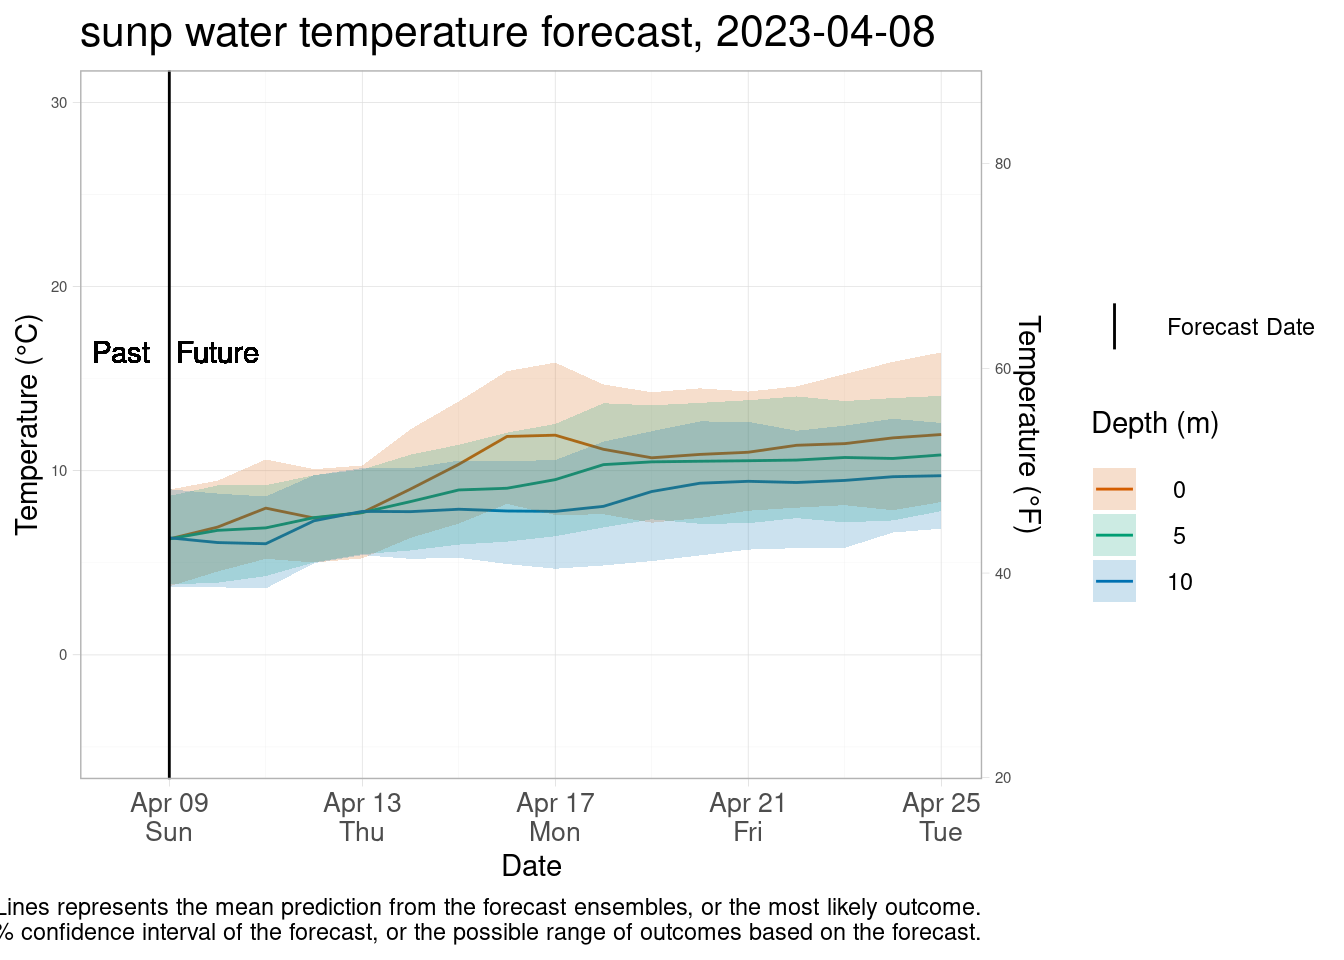 sunp water temperature forecast, 2023-04-08
30
20
10
0
Temperature (°C)
Past
Future
80
60
40
20
Temperature (°F)
Apr 09
Sun
Apr 13
Thu
Apr 17
Mon
Apr 21
Fri
Apr 25
Tue
Date
Forecast Date
Depth (m)
0
5
10
Lines represents the mean prediction from the forecast ensembles, or the most likely outcome.
% confidence interval of the forecast, or the possible range of outcomes based on the forecast.